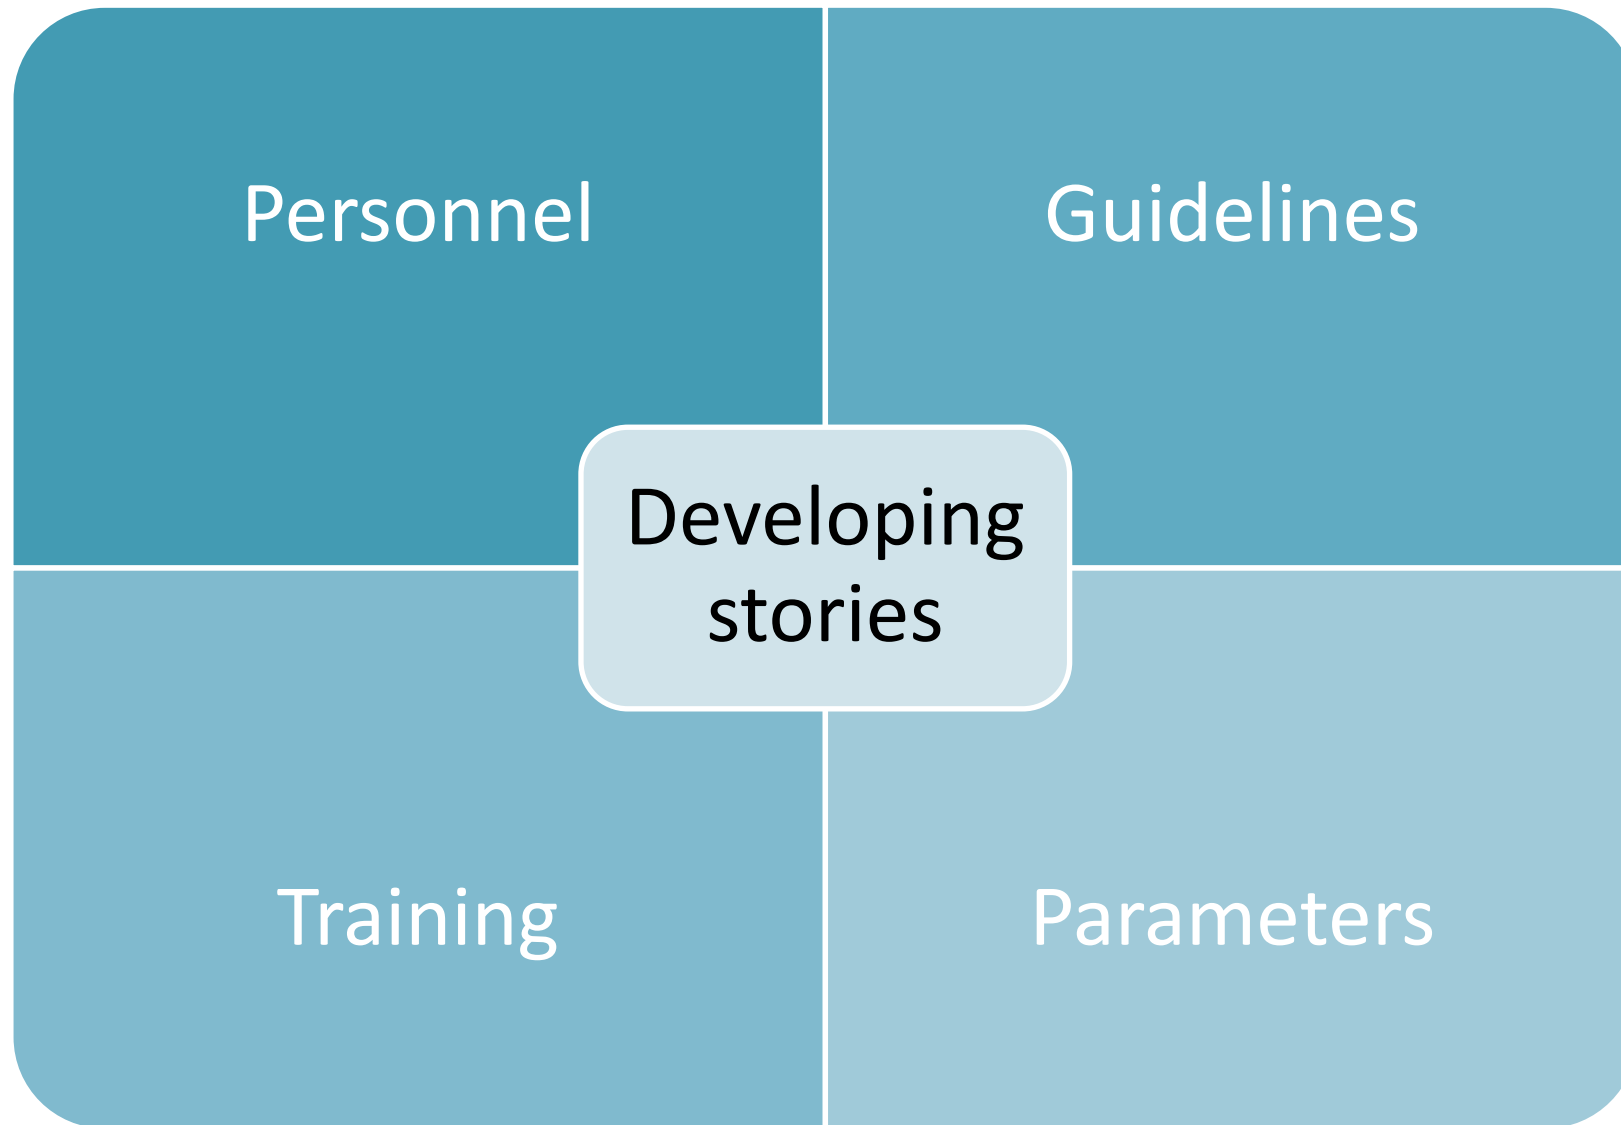 Personnel
Guidelines
Developing
stories
Training
Parameters